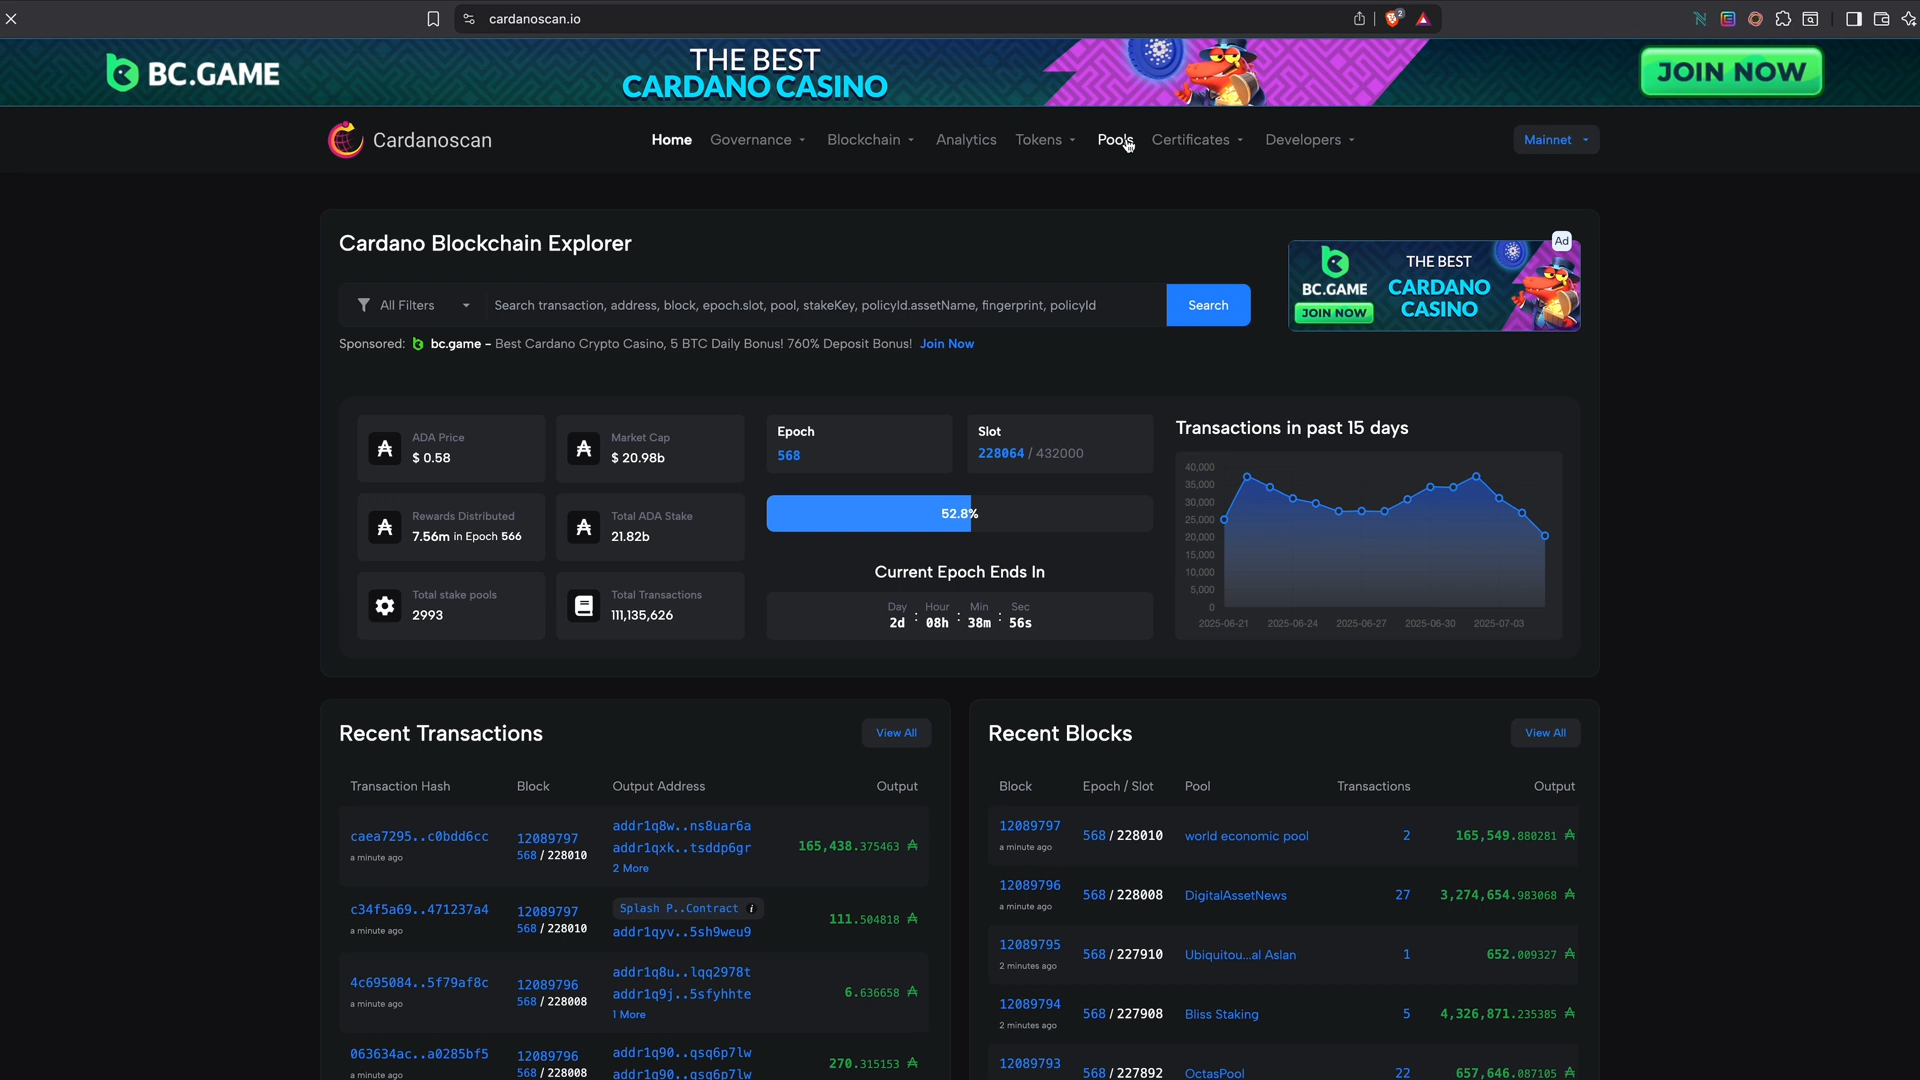 cardanoscan.io
2
BC.GAME
THE BEST
CARDANO CASINO
JOIN NOW
Cardanoscan
Home
Governance
Blockchain
Analytics
Tokens
Pools
Certificates
Developers
Mainnet
Cardano Blockchain Explorer
All Filters
Search transaction, address, block, epoch.slot, pool, stakeKey, policyId.assetName, fingerprint, policyId
Search
Sponsored: bc.game – Best Cardano Crypto Casino, 5 BTC Daily Bonus! 760% Deposit Bonus! Join Now
Ad
BC.GAME
JOIN NOW
THE BEST
CARDANO
CASINO
ADA Price
$ 0.58
Market Cap
$ 20.98b
Rewards Distributed
7.56m in Epoch 566
Total ADA Stake
21.82b
Total stake pools
2993
Total Transactions
111,135,626
Epoch
568
Slot
228064 / 432000
52.8%
Current Epoch Ends In
Day Hour Min Sec
2d : 08h : 38m : 56s
Transactions in past 15 days
40,000
35,000
30,000
25,000
20,000
15,000
10,000
5,000
0
2025-06-21 2025-06-24 2025-06-27 2025-06-30 2025-07-03
Recent Transactions
View All
Transaction Hash Block Output Address Output
caea7295..c0bdd6cc
a minute ago
12089797
568 / 228010
addr1q8w..ns8uar6a
addr1qxk..tsddp6gr
2 More
165,438.375463 ₳
c34f5a69..471237a4
a minute ago
12089797
568 / 228010
Splash P..Contract i
addr1qyv..5sh9weu9
111.504818 ₳
4c695084..5f79af8c
a minute ago
12089796
568 / 228008
addr1q8u..lqq2978t
addr1q9j..5sfyhhte
1 More
6.636658 ₳
063634ac..a0285bf5
a minute ago
12089796
568 / 228008
addr1q90..qsq6p7lw
addr1q90..qsq6p7lw
270.315153 ₳
Recent Blocks
View All
Block Epoch / Slot Pool Transactions Output
12089797
a minute ago
568 / 228010
world economic pool
2
165,549.880281 ₳
12089796
a minute ago
568 / 228008
DigitalAssetNews
27
3,274,654.983068 ₳
12089795
2 minutes ago
568 / 227910
Ubiquitou...al Aslan
1
652.009327 ₳
12089794
2 minutes ago
568 / 227908
Bliss Staking
5
4,326,871.235385 ₳
12089793
568 / 227892
OctasPool
22
657,646.087105 ₳